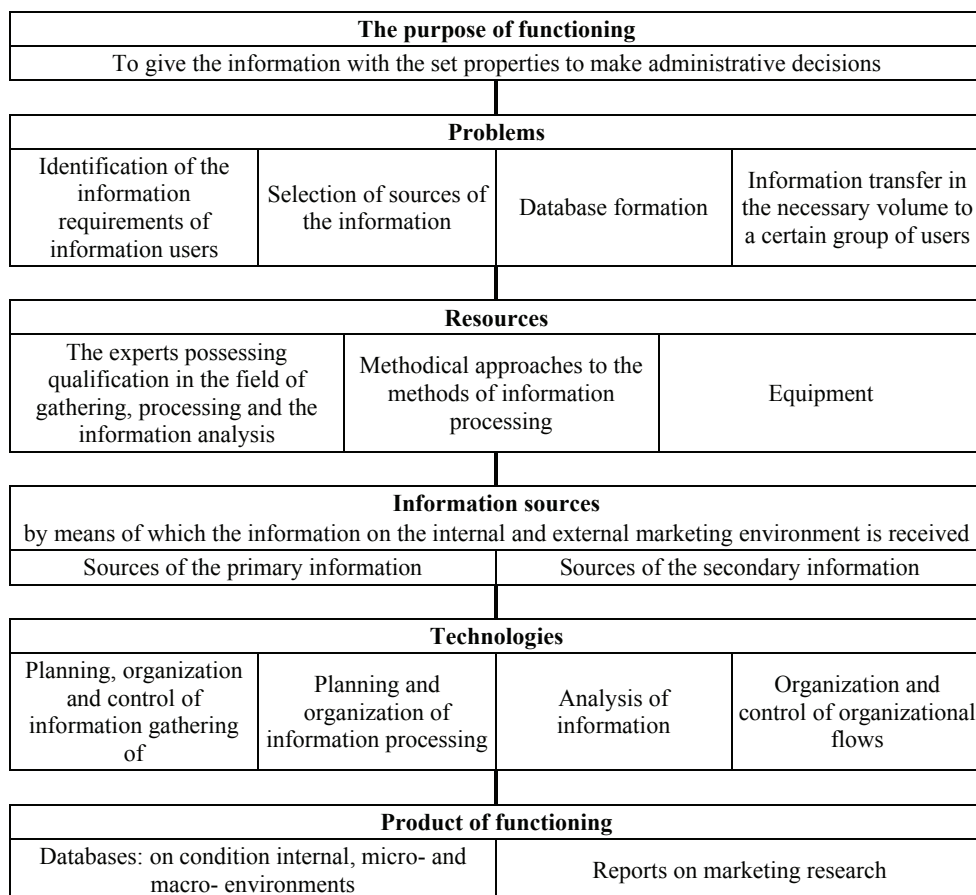 The purpose of functioning
To give the information with the set properties to make administrative decisions
Problems
Identification of the
information
requirements of
information users
Selection of sources of
the information
Database formation
Information transfer in
the necessary volume to
a certain group of users
Resources
The experts possessing
qualification in the field of
gathering, processing and the
information analysis
Methodical approaches to the
methods of information
processing
Equipment
Information sources
by means of which the information on the internal and external marketing environment is received
Sources of the primary information
Sources of the secondary information
Technologies
Planning, organization
and control of
information gathering
of
Planning and
organization of
information processing
Analysis of
information
Organization and
control of organizational
flows
Product of functioning
Databases: on condition internal, micro- and
macro- environments
Reports on marketing research